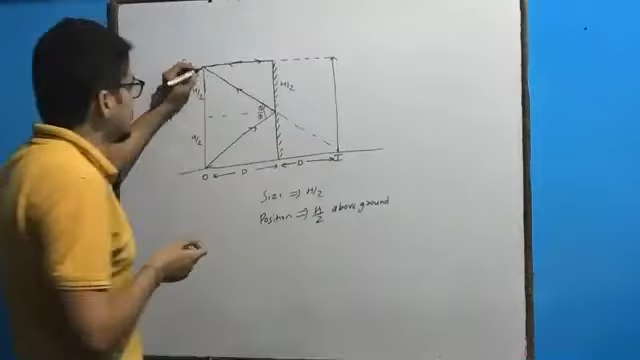 H/2
H/2
θ
θ
H/2
O ← D → ← D → I
Size ⇒ H/2
Position ⇒ H/2 above ground